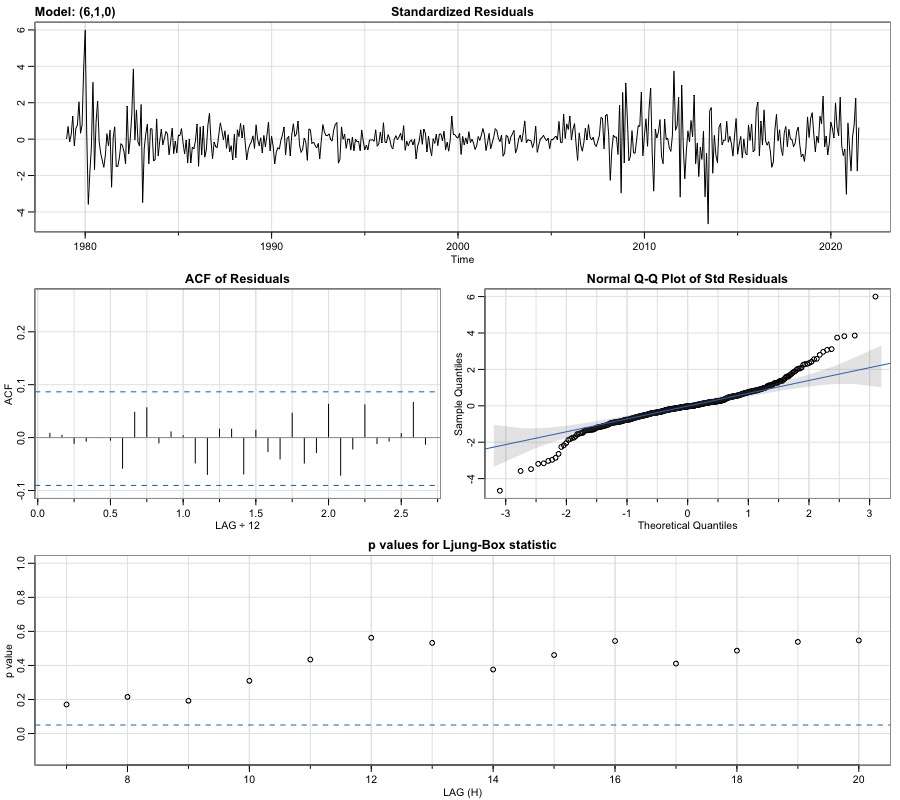 Model: (6,1,0) Standardized Residuals
6
4
2
0
-2
-4
1980 1990 2000 2010 2020
Time
ACF of Residuals
0.2
0.1
0.0
-0.1
ACF
0.0 0.5 1.0 1.5 2.0 2.5
LAG ÷ 12
Normal Q-Q Plot of Std Residuals
6
4
2
0
-2
-4
Sample Quantiles
-3 -2 -1 0 1 2 3
Theoretical Quantiles
p values for Ljung-Box statistic
1.0
0.8
0.6
0.4
0.2
0.0
p value
8 10 12 14 16 18 20
LAG (H)